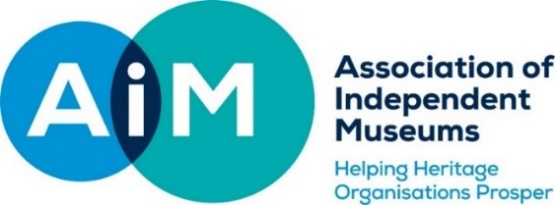 AiM
Association of
Independent
Museums
Helping Heritage
Organisations Prosper